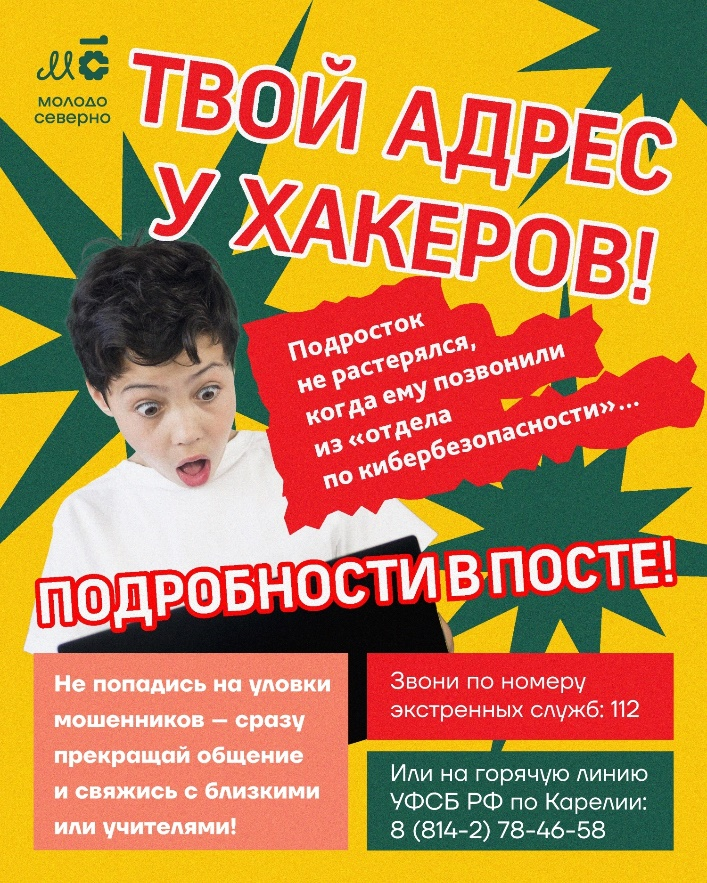 молодо
северно
ТВОЙ АДРЕС
У ХАКЕРОВ!
Подросток
не растерялся,
когда ему позвонили
из «отдела
по кибербезопасности»...
ПОДРОБНОСТИ В ПОСТЕ!
Не попадись на уловки
мошенников – сразу
прекращай общение
и свяжись с близкими
или учителями!
Звони по номеру
экстренных служб: 112
Или на горячую линию
УФСБ РФ по Карелии:
8 (814-2) 78-46-58